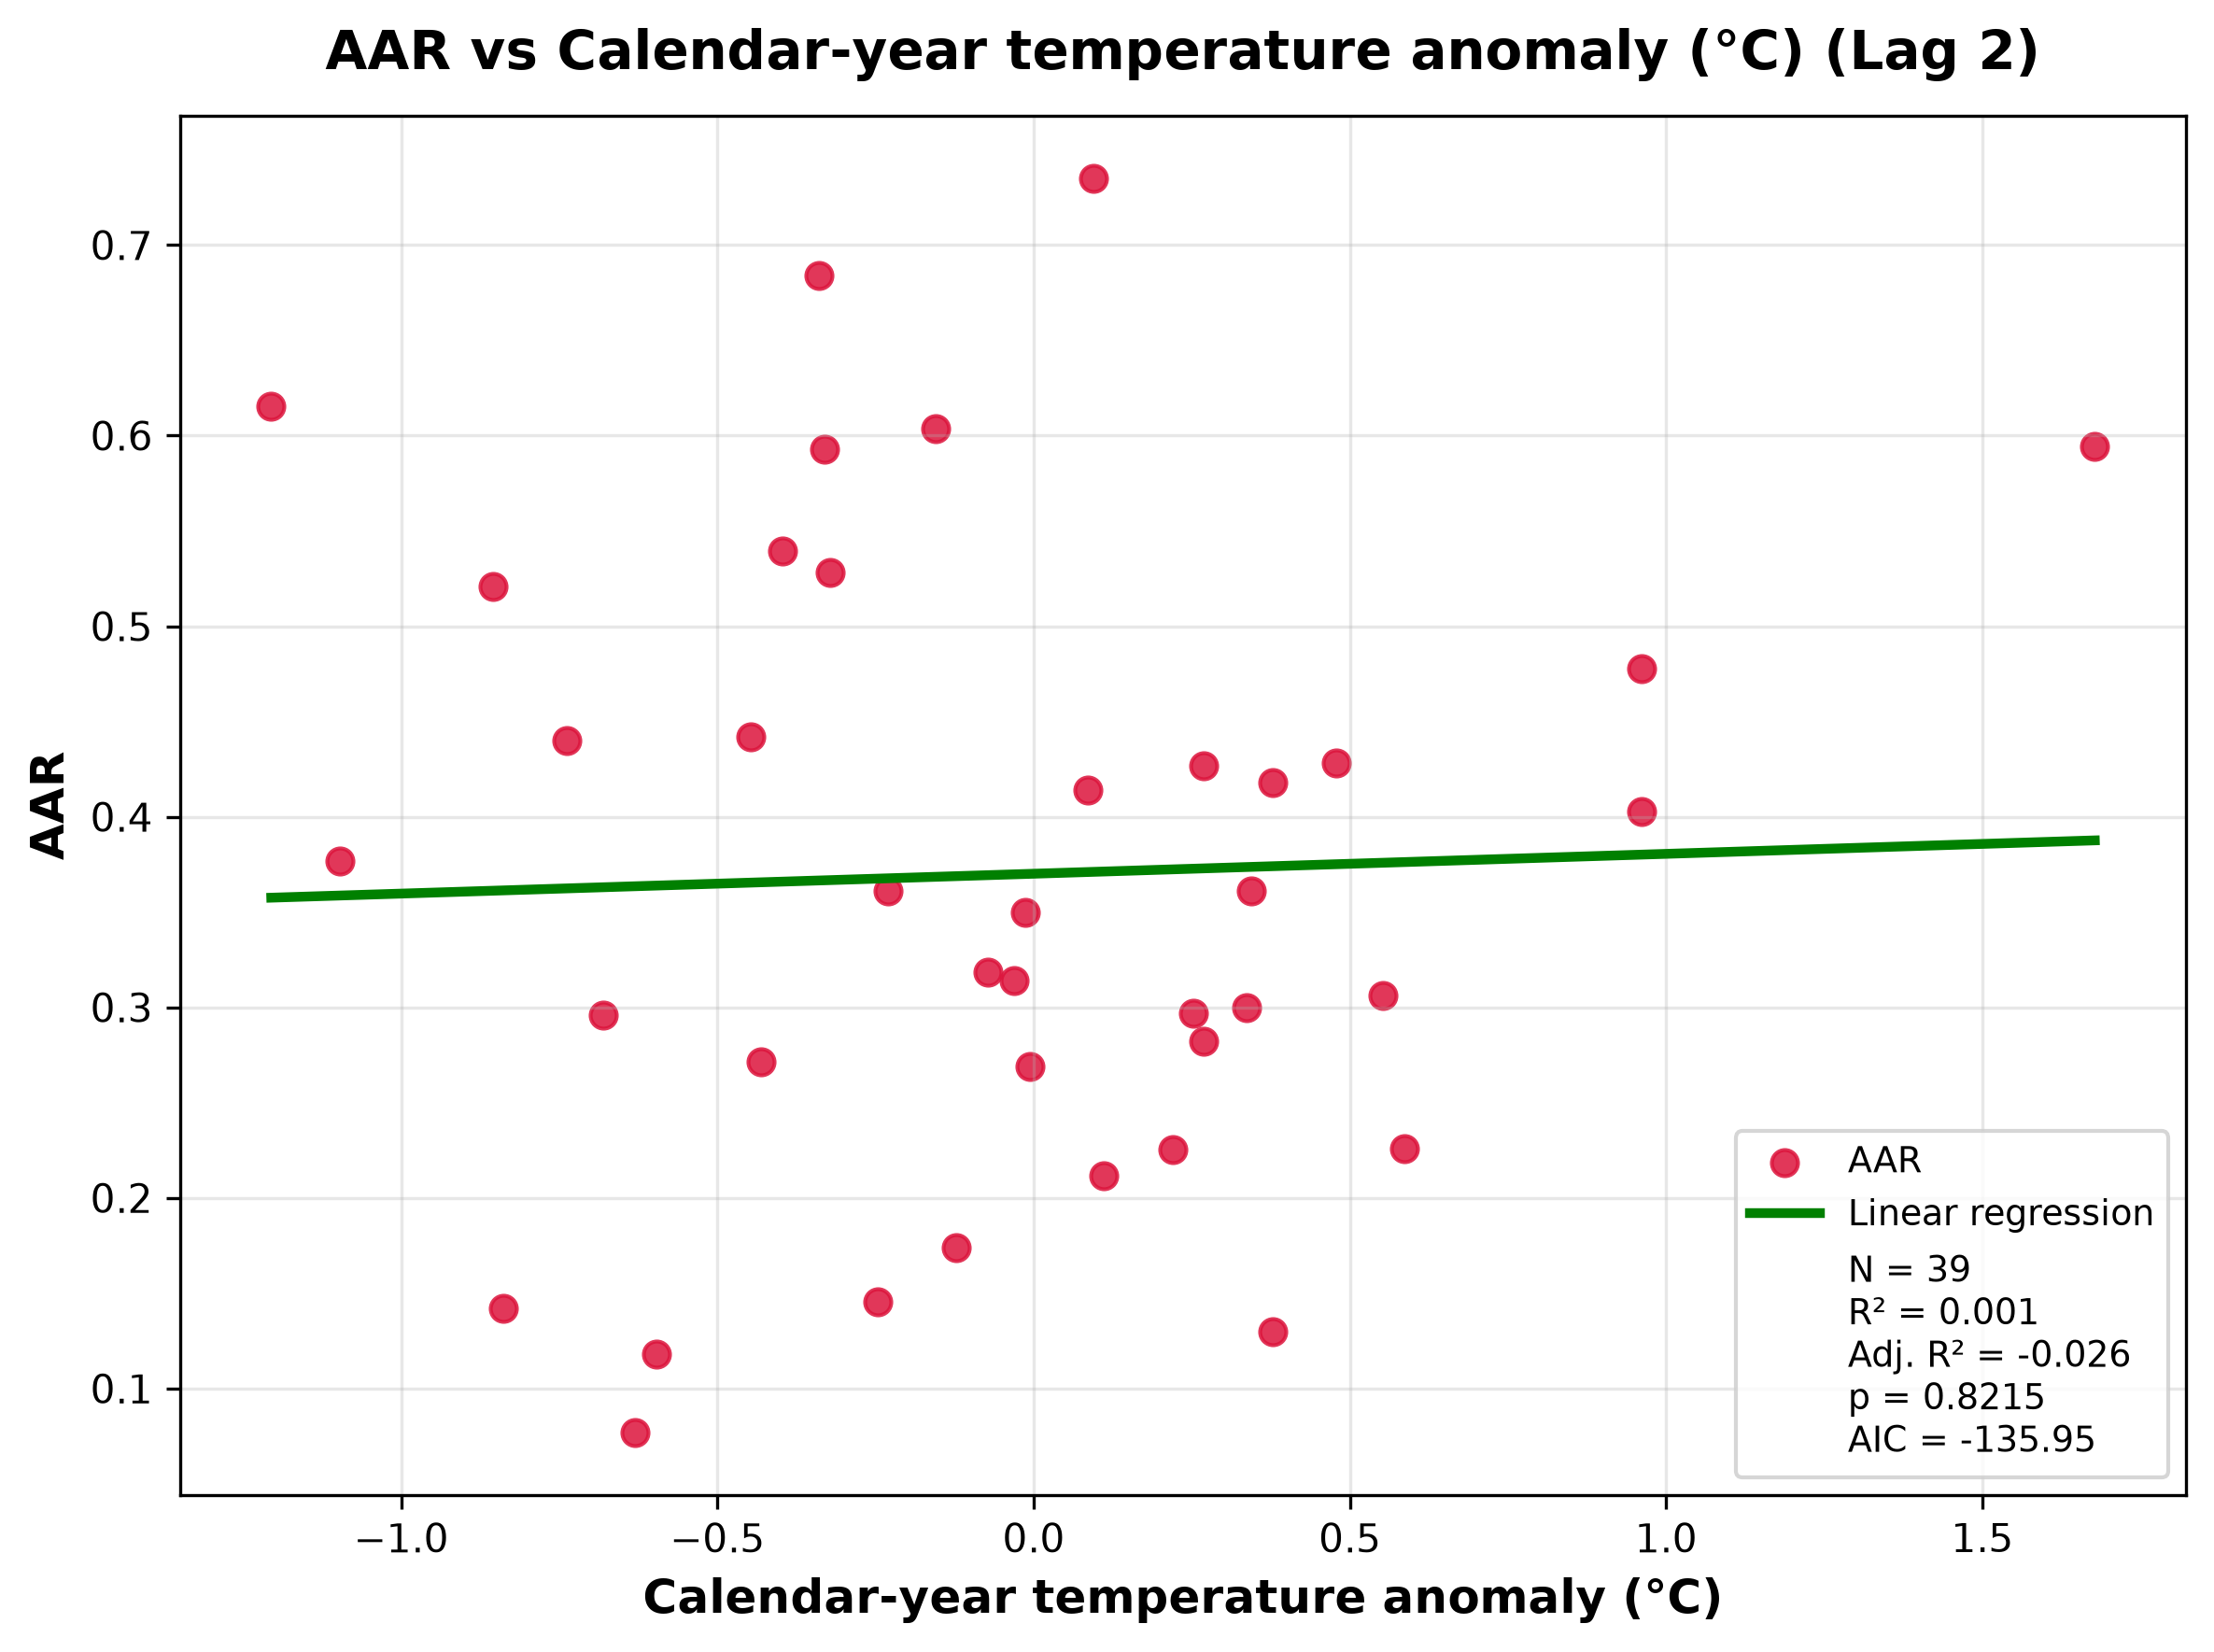 AAR vs Calendar-year temperature anomaly (°C) (Lag 2)
AAR
0.7
0.6
0.5
0.4
0.3
0.2
0.1
−1.0
−0.5
0.0
0.5
1.0
1.5
Calendar-year temperature anomaly (°C)
AAR
Linear regression
N = 39
R² = 0.001
Adj. R² = -0.026
p = 0.8215
AIC = -135.95